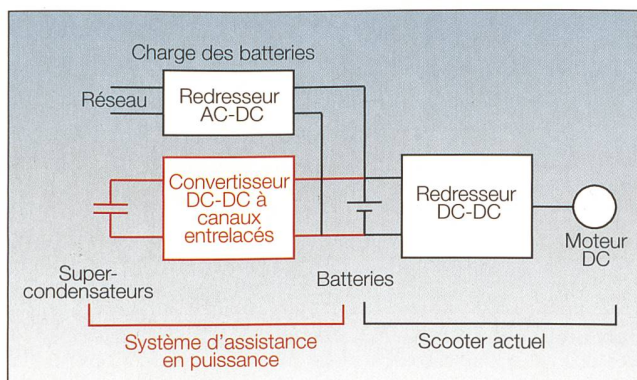 Charge des batteries
Réseau
Redresseur
AC-DC
Convertisseur
DC-DC à
canaux
entrelacés
Redresseur
DC-DC
Moteur
DC
Super-
condensateurs
Batteries
Système d'assistance
en puissance
Scooter actuel